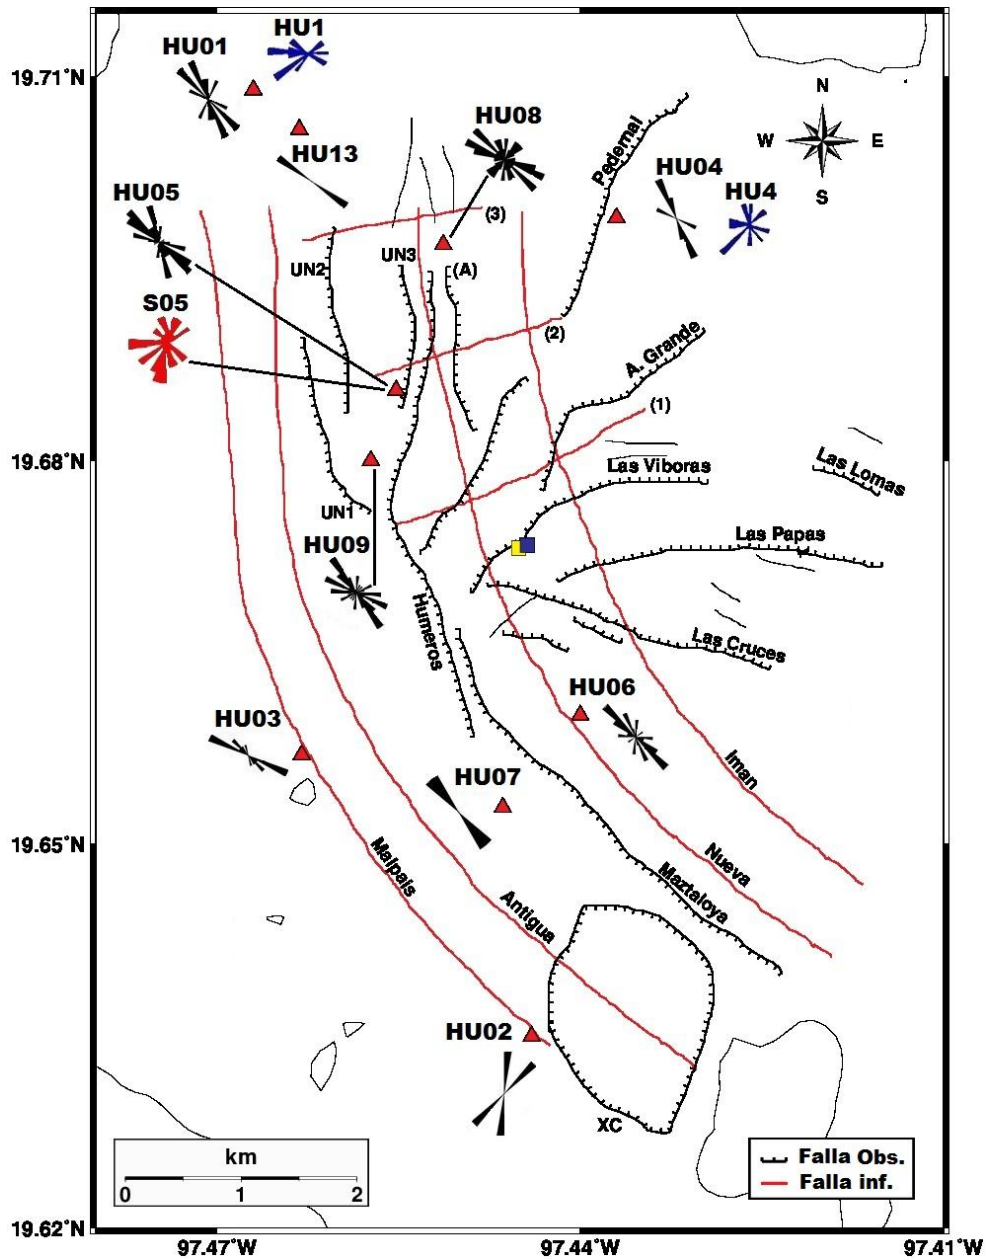 HU1
HU01
19.71°N
HU08
N
W
E
S
HU13
Pedernal
HU04
HU05
HU4
(3)
UN3
UN2
(A)
S05
(2)
A. Grande
(1)
19.68°N
Las Viboras
Las Lomas
UN1
Las Papas
HU09
Humeros
Las Cruces
HU06
HU03
Iman
HU07
19.65°N
Malpais
Nueva
Maztaloya
Antigua
HU02
XC
km
0
1
2
Falla Obs.
Falla inf.
19.62°N
97.47°W
97.44°W
97.41°W